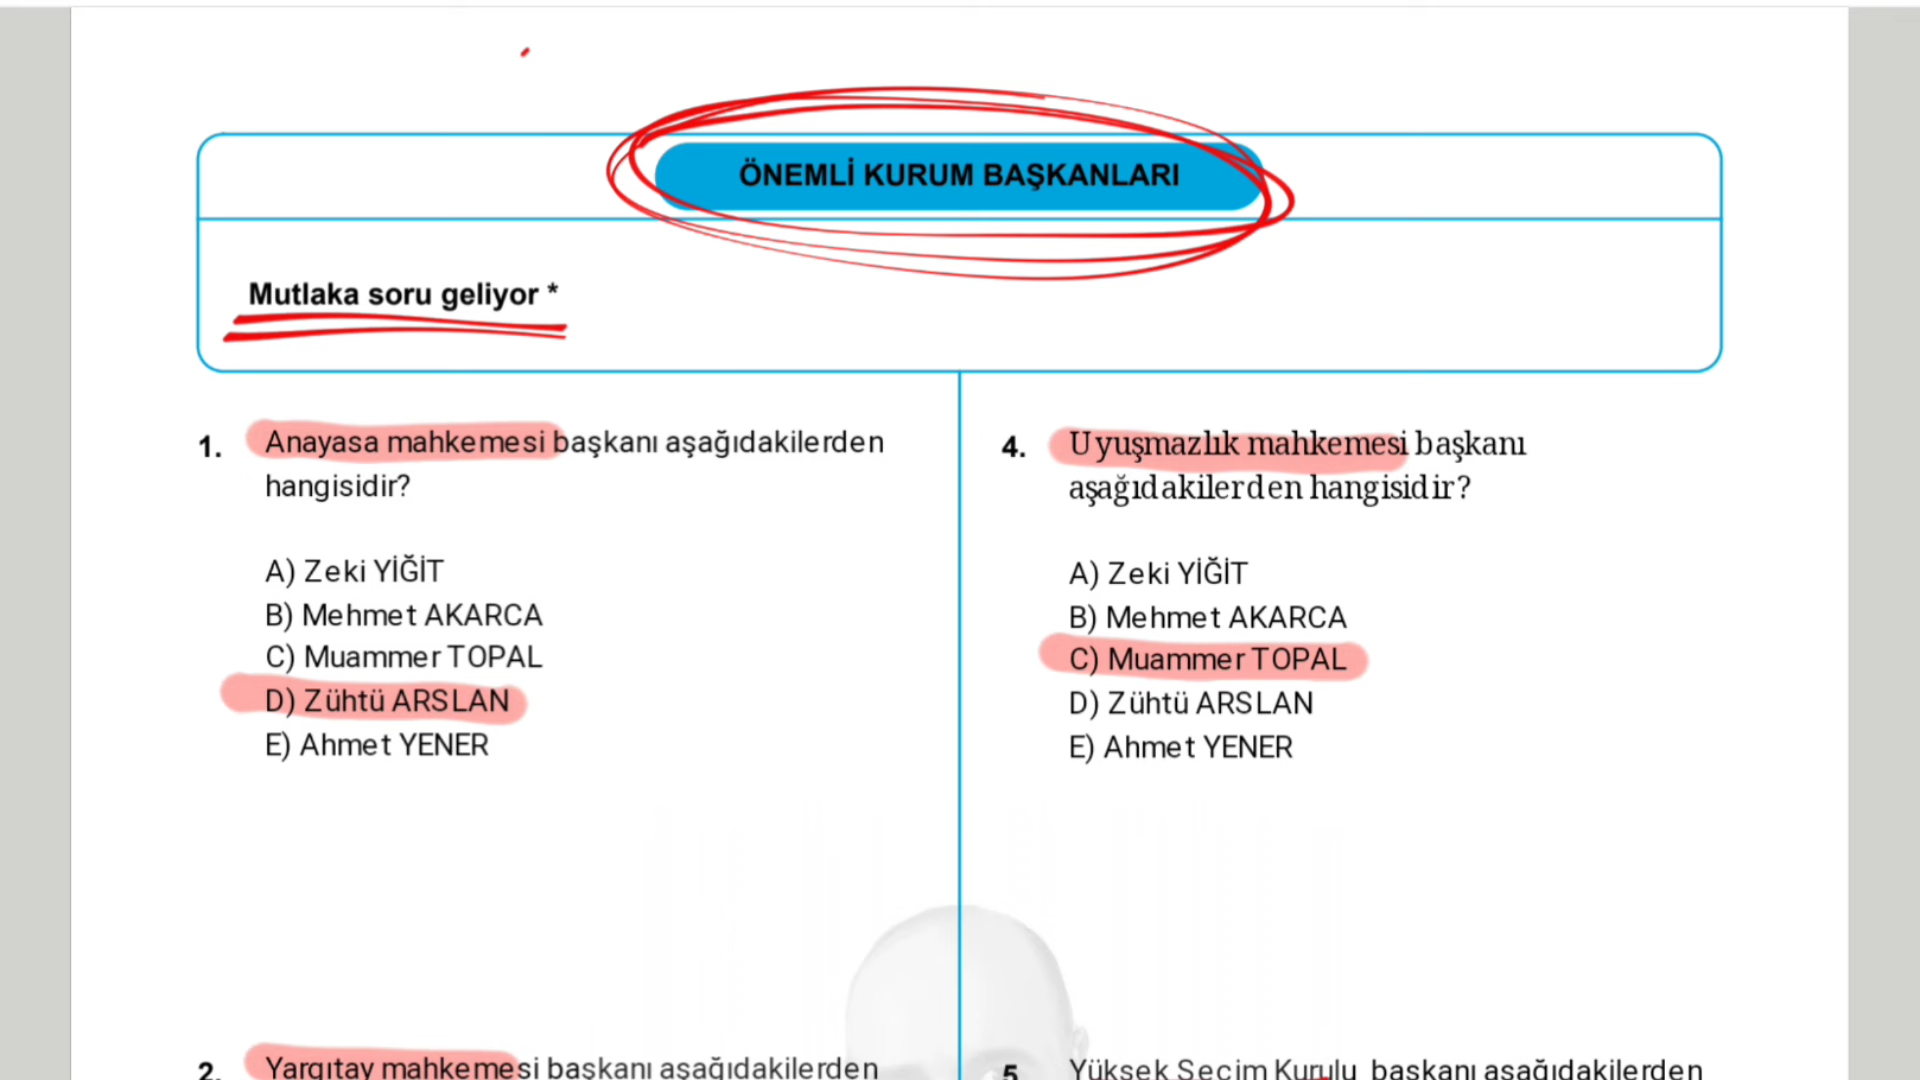 ÖNEMLİ KURUM BAŞKANLARI
Mutlaka soru geliyor *
1. Anayasa mahkemesi başkanı aşağıdakilerden
hangisidir?
A) Zeki YİĞİT
B) Mehmet AKARCA
C) Muammer TOPAL
D) Zühtü ARSLAN
E) Ahmet YENER
2. Yargıtay mahkemesi başkanı aşağıdakilerden
4. Uyuşmazlık mahkemesi başkanı
aşağıdakilerden hangisidir?
A) Zeki YİĞİT
B) Mehmet AKARCA
C) Muammer TOPAL
D) Zühtü ARSLAN
E) Ahmet YENER
5 Yüksek Seçim Kurulu başkanı aşağıdakilerden